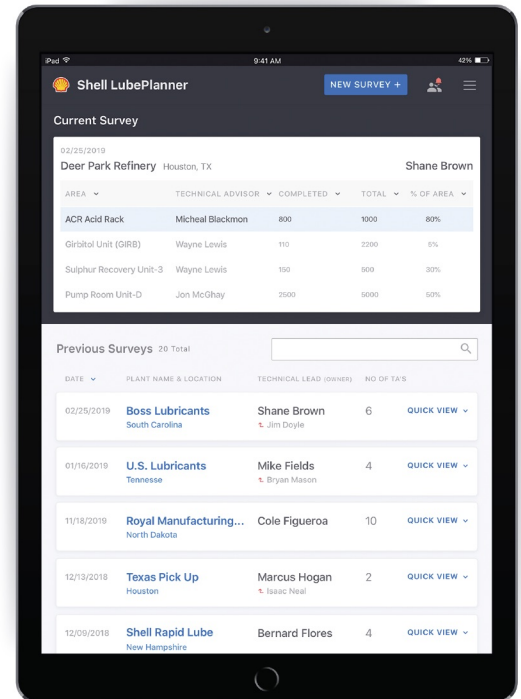 iPad 9:41 AM 42%
Shell LubePlanner NEW SURVEY +
Current Survey
02/25/2019
Deer Park Refinery Houston, TX Shane Brown
AREA TECHNICAL ADVISOR COMPLETED TOTAL % OF AREA
ACR Acid Rack Micheal Blackmon 800 1000 80%
Girbitol Unit (GIRB) Wayne Lewis 110 2200 5%
Sulphur Recovery Unit-3 Wayne Lewis 150 500 30%
Pump Room Unit-D Jon McGhay 2500 5000 50%
Previous Surveys 20 Total
DATE PLANT NAME & LOCATION TECHNICAL LEAD (OWNER) NO OF TA'S
02/25/2019 Boss Lubricants Shane Brown 6 QUICK VIEW
South Carolina Jim Doyle
01/16/2019 U.S. Lubricants Mike Fields 4 QUICK VIEW
Tennesse Bryan Mason
11/18/2019 Royal Manufacturing... Cole Figueroa 10 QUICK VIEW
North Dakota
12/13/2018 Texas Pick Up Marcus Hogan 2 QUICK VIEW
Houston Isaac Neal
12/09/2018 Shell Rapid Lube Bernard Flores 4 QUICK VIEW
New Hampshire